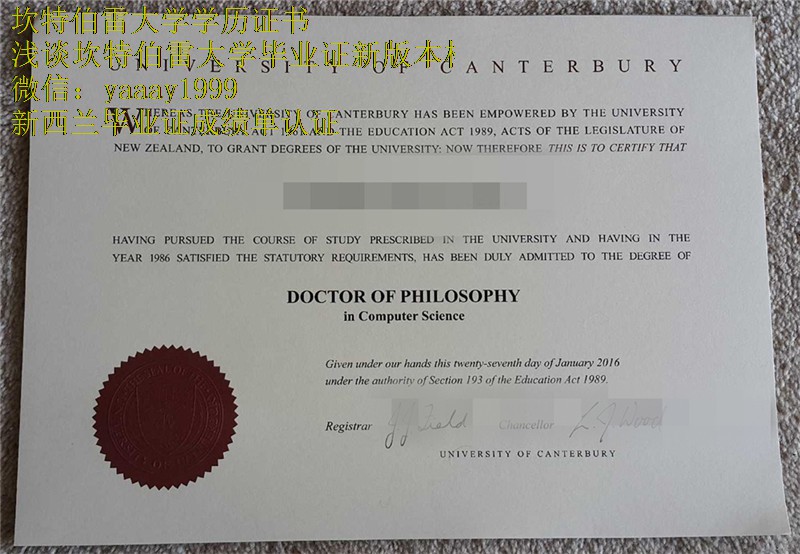 坎特伯雷大学学历证书
浅谈坎特伯雷大学毕业证新版本
微信：yaaay1999
新西兰毕业证成绩单认证
UNIVERSITY OF CANTERBURY
WHEREAS THE UNIVERSITY OF CANTERBURY HAS BEEN EMPOWERED BY THE UNIVERSITY
ACT 1961 AND THE EDUCATION ACT 1989, ACTS OF THE LEGISLATURE OF
NEW ZEALAND, TO GRANT DEGREES OF THE UNIVERSITY: NOW THEREFORE THIS IS TO CERTIFY THAT
HAVING PURSUED THE COURSE OF STUDY PRESCRIBED IN THE UNIVERSITY AND HAVING IN THE
YEAR 1986 SATISFIED THE STATUTORY REQUIREMENTS, HAS BEEN DULY ADMITTED TO THE DEGREE OF
DOCTOR OF PHILOSOPHY
in Computer Science
Given under our hands this twenty-seventh day of January 2016
under the authority of Section 193 of the Education Act 1989.
Registrar
Chancellor
UNIVERSITY OF CANTERBURY